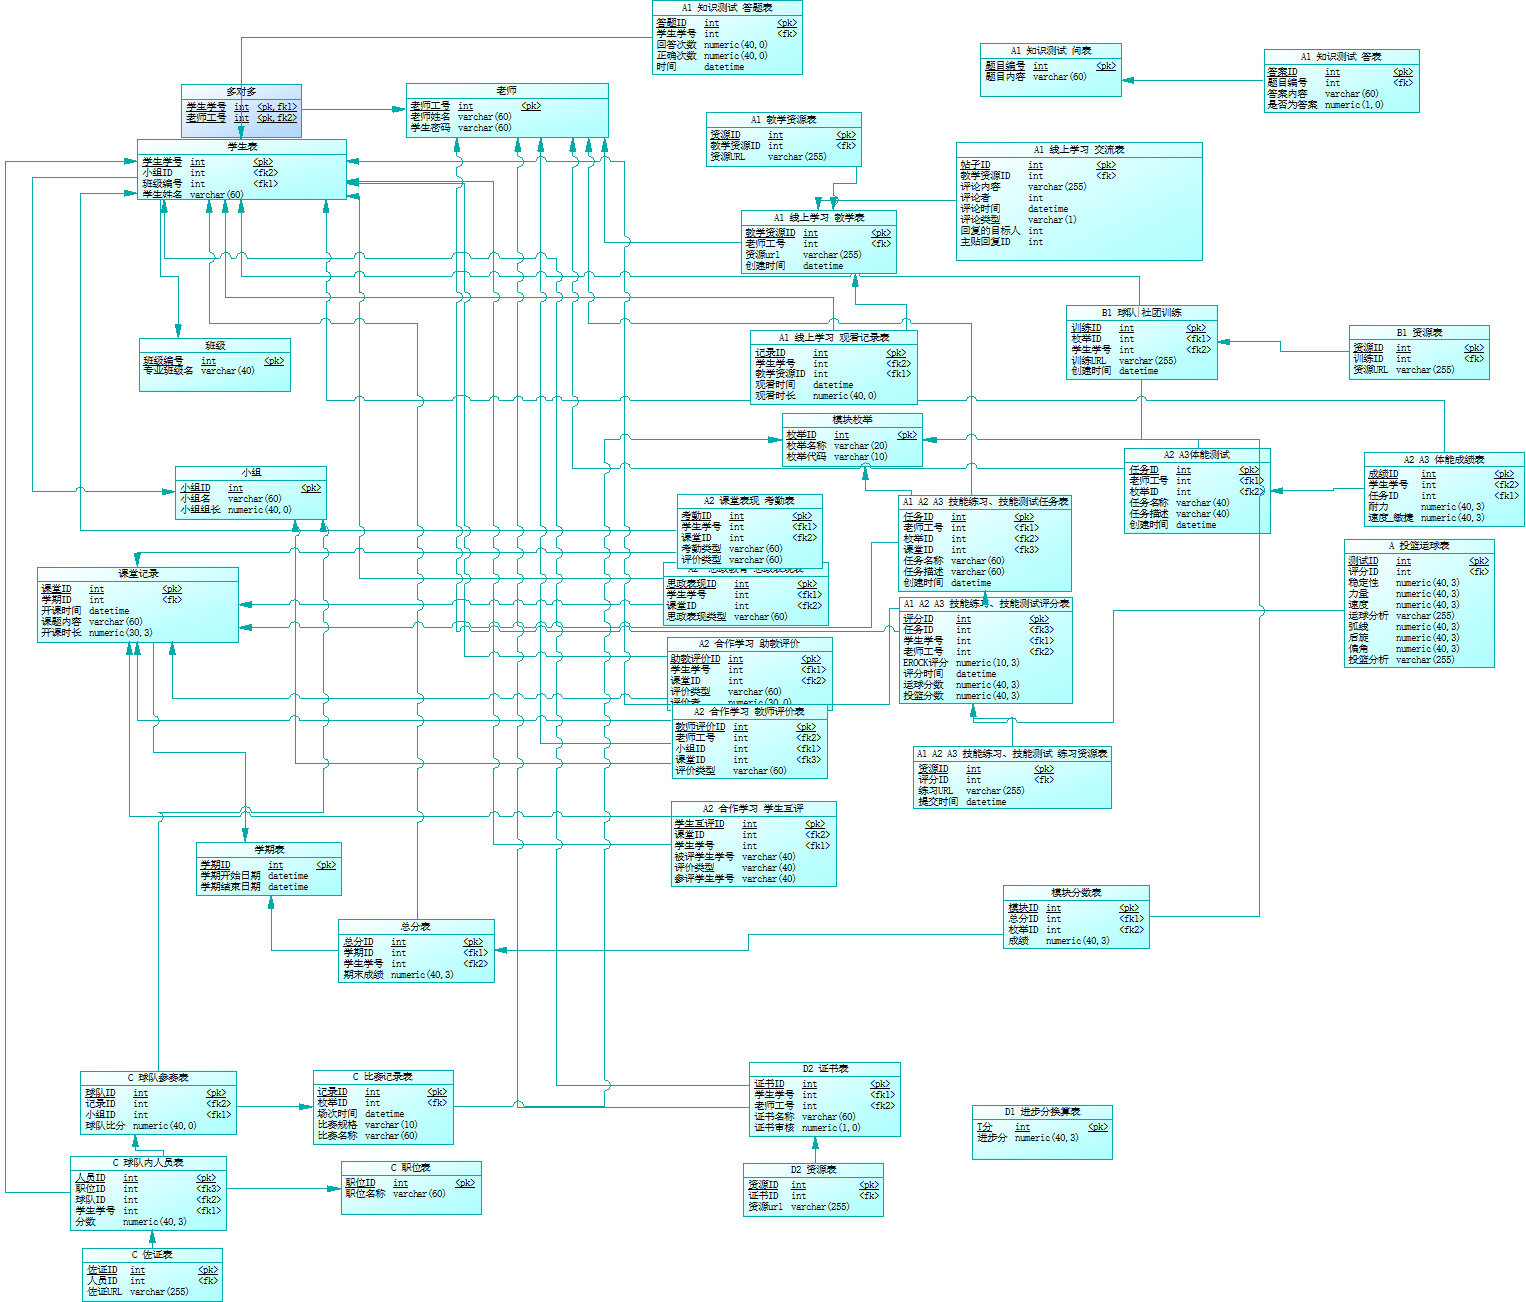 A1 知识测试 答题表
答题ID int <pk>
学生学号 int <fk>
回答次数 numeric(40,0)
正确次数 numeric(40,0)
时间 datetime
A1 知识测试 问表
题目编号 int <pk>
题目内容 varchar(60)
A1 知识测试 答表
答案ID int <pk>
题目编号 int <fk>
答案内容 varchar(60)
是否为答案 numeric(1,0)
多对多
学生学号 int <pk,fk1>
老师工号 int <pk,fk2>
老师
老师工号 int <pk>
老师姓名 varchar(60)
学生密码 varchar(60)
A1 教学资源表
资源ID int <pk>
教学资源ID int <fk>
资源URL varchar(255)
学生表
学生学号 int <pk>
小组ID int <fk2>
班级编号 int <fk1>
学生姓名 varchar(60)
A1 线上学习 交流表
帖子ID int <pk>
教学资源ID int <fk>
评论内容 varchar(255)
评论者 int
评论时间 datetime
评论类型 varchar(1)
回复的目标人 int
主贴回复ID int
A1 线上学习 教学表
教学资源ID int <pk>
老师工号 int <fk>
资源url varchar(255)
创建时间 datetime
B1 球队|社团训练
训练ID int <pk>
枚举ID int <fk1>
学生学号 int <fk2>
训练URL varchar(255)
创建时间 datetime
B1 资源表
资源ID int <pk>
训练ID int <fk>
资源URL varchar(255)
班级
班级编号 int <pk>
专业班级名 varchar(40)
A1 线上学习 观看记录表
记录ID int <pk>
学生学号 int <fk2>
教学资源ID int <fk1>
观看时间 datetime
观看时长 numeric(40,0)
模块枚举
枚举ID int <pk>
枚举名称 varchar(20)
枚举代码 varchar(10)
A2 A3体能测试
任务ID int <pk>
老师工号 int <fk1>
枚举ID int <fk2>
任务名称 varchar(40)
任务描述 varchar(40)
创建时间 datetime
A2 A3 体能成绩表
成绩ID int <pk>
学生学号 int <fk2>
任务ID int <fk1>
耐力 numeric(40,3)
速度_敏捷 numeric(40,3)
小组
小组ID int <pk>
小组名 varchar(60)
小组组长 numeric(40,0)
A2 课堂表现 考勤表
考勤ID int <pk>
学生学号 int <fk1>
课堂ID int <fk2>
考勤类型 varchar(60)
评价类型 varchar(60)
A1 A2 A3 技能练习、技能测试任务表
任务ID int <pk>
老师工号 int <fk1>
枚举ID int <fk2>
课堂ID int <fk3>
任务名称 varchar(60)
任务描述 varchar(60)
创建时间 datetime
A 投篮运球表
测试ID int <pk>
评分ID int <fk>
稳定性 numeric(40,3)
力量 numeric(40,3)
速度 numeric(40,3)
运球分析 varchar(255)
弧线 numeric(40,3)
后旋 numeric(40,3)
偏角 numeric(40,3)
投篮分析 varchar(255)
课堂记录
课堂ID int <pk>
学期ID int <fk>
开课时间 datetime
课题内容 varchar(60)
开课时长 numeric(30,3)
思政表现ID int <pk>
学生学号 int <fk1>
课堂ID int <fk2>
思政表现类型 varchar(60)
A1 A2 A3 技能练习、技能测试评分表
评分ID int <pk>
任务ID int <fk3>
学生学号 int <fk1>
老师工号 int <fk2>
EROCK评分 numeric(10,3)
评分时间 datetime
运球分数 numeric(40,3)
投篮分数 numeric(40,3)
A2 合作学习 助教评价
助教评价ID int <pk>
学生学号 int <fk1>
课堂ID int <fk2>
评价类型 varchar(60)
评价者 numeric(30,0)
A2 合作学习 教师评价表
教师评价ID int <pk>
老师工号 int <fk2>
小组ID int <fk1>
课堂ID int <fk3>
评价类型 varchar(60)
A1 A2 A3 技能练习、技能测试 练习资源表
资源ID int <pk>
评分ID int <fk>
练习URL varchar(255)
提交时间 datetime
A2 合作学习 学生互评
学生互评ID int <pk>
课堂ID int <fk2>
学生学号 int <fk1>
被评学生学号 varchar(40)
评价类型 varchar(40)
参评学生学号 varchar(40)
学期表
学期ID int <pk>
学期开始日期 datetime
学期结束日期 datetime
模块分数表
模块ID int <pk>
总分ID int <fk1>
枚举ID int <fk2>
成绩 numeric(40,3)
总分表
总分ID int <pk>
学期ID int <fk1>
学生学号 int <fk2>
期末成绩 numeric(40,3)
C 球队参赛表
球队ID int <pk>
记录ID int <fk2>
小组ID int <fk1>
球队比分 numeric(40,0)
C 比赛记录表
记录ID int <pk>
枚举ID int <fk>
场次时间 datetime
比赛规格 varchar(10)
比赛名称 varchar(60)
D2 证书表
证书ID int <pk>
学生学号 int <fk1>
老师工号 int <fk2>
证书名称 varchar(60)
证书审核 numeric(1,0)
D1 进步分换算表
T分 int <pk>
进步分 numeric(40,3)
C 球队内人员表
人员ID int <pk>
职位ID int <fk3>
球队ID int <fk2>
学生学号 int <fk1>
分数 numeric(40,3)
C 职位表
职位ID int <pk>
职位名称 varchar(60)
D2 资源表
资源ID int <pk>
证书ID int <fk>
资源url varchar(255)
C 佐证表
佐证ID int <pk>
人员ID int <fk>
佐证URL varchar(255)